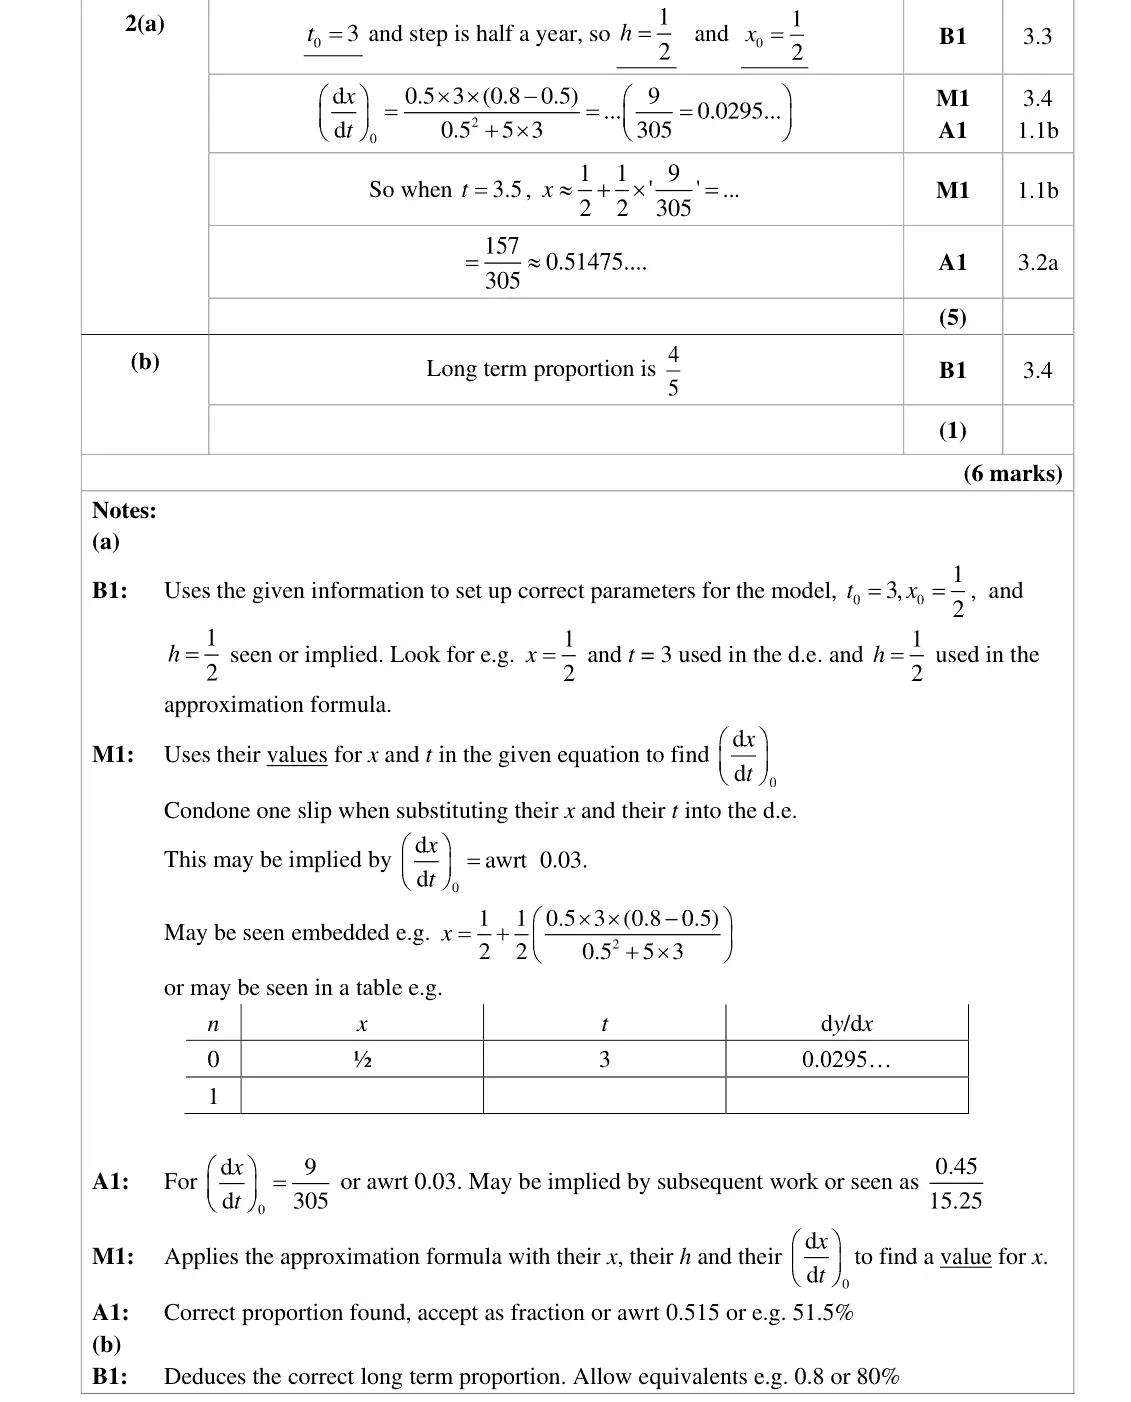 2(a) t₀ = 3 and step is half a year, so h = 1/2 and x₀ = 1/2 B1 3.3
(dx/dt)₀ = 0.5×3×(0.8−0.5)/(0.5²+5×3) = ...(9/305 = 0.0295...) M1 3.4
A1 1.1b
So when t = 3.5, x ≈ 1/2 + 1/2 × '9/305' = ... M1 1.1b
= 157/305 ≈ 0.51475.... A1 3.2a
(5)
(b) Long term proportion is 4/5 B1 3.4
(1)
(6 marks)
Notes:
(a)
B1: Uses the given information to set up correct parameters for the model, t₀ = 3, x₀ = 1/2, and
h = 1/2 seen or implied. Look for e.g. x = 1/2 and t = 3 used in the d.e. and h = 1/2 used in the
approximation formula.
M1: Uses their values for x and t in the given equation to find (dx/dt)₀
Condone one slip when substituting their x and their t into the d.e.
This may be implied by (dx/dt)₀ = awrt 0.03.
May be seen embedded e.g. x = 1/2 + 1/2(0.5×3×(0.8−0.5)/(0.5²+5×3))
or may be seen in a table e.g.
n x t dy/dx
0 ½ 3 0.0295…
1
A1: For (dx/dt)₀ = 9/305 or awrt 0.03. May be implied by subsequent work or seen as 0.45/15.25
M1: Applies the approximation formula with their x, their h and their (dx/dt)₀ to find a value for x.
A1: Correct proportion found, accept as fraction or awrt 0.515 or e.g. 51.5%
(b)
B1: Deduces the correct long term proportion. Allow equivalents e.g. 0.8 or 80%